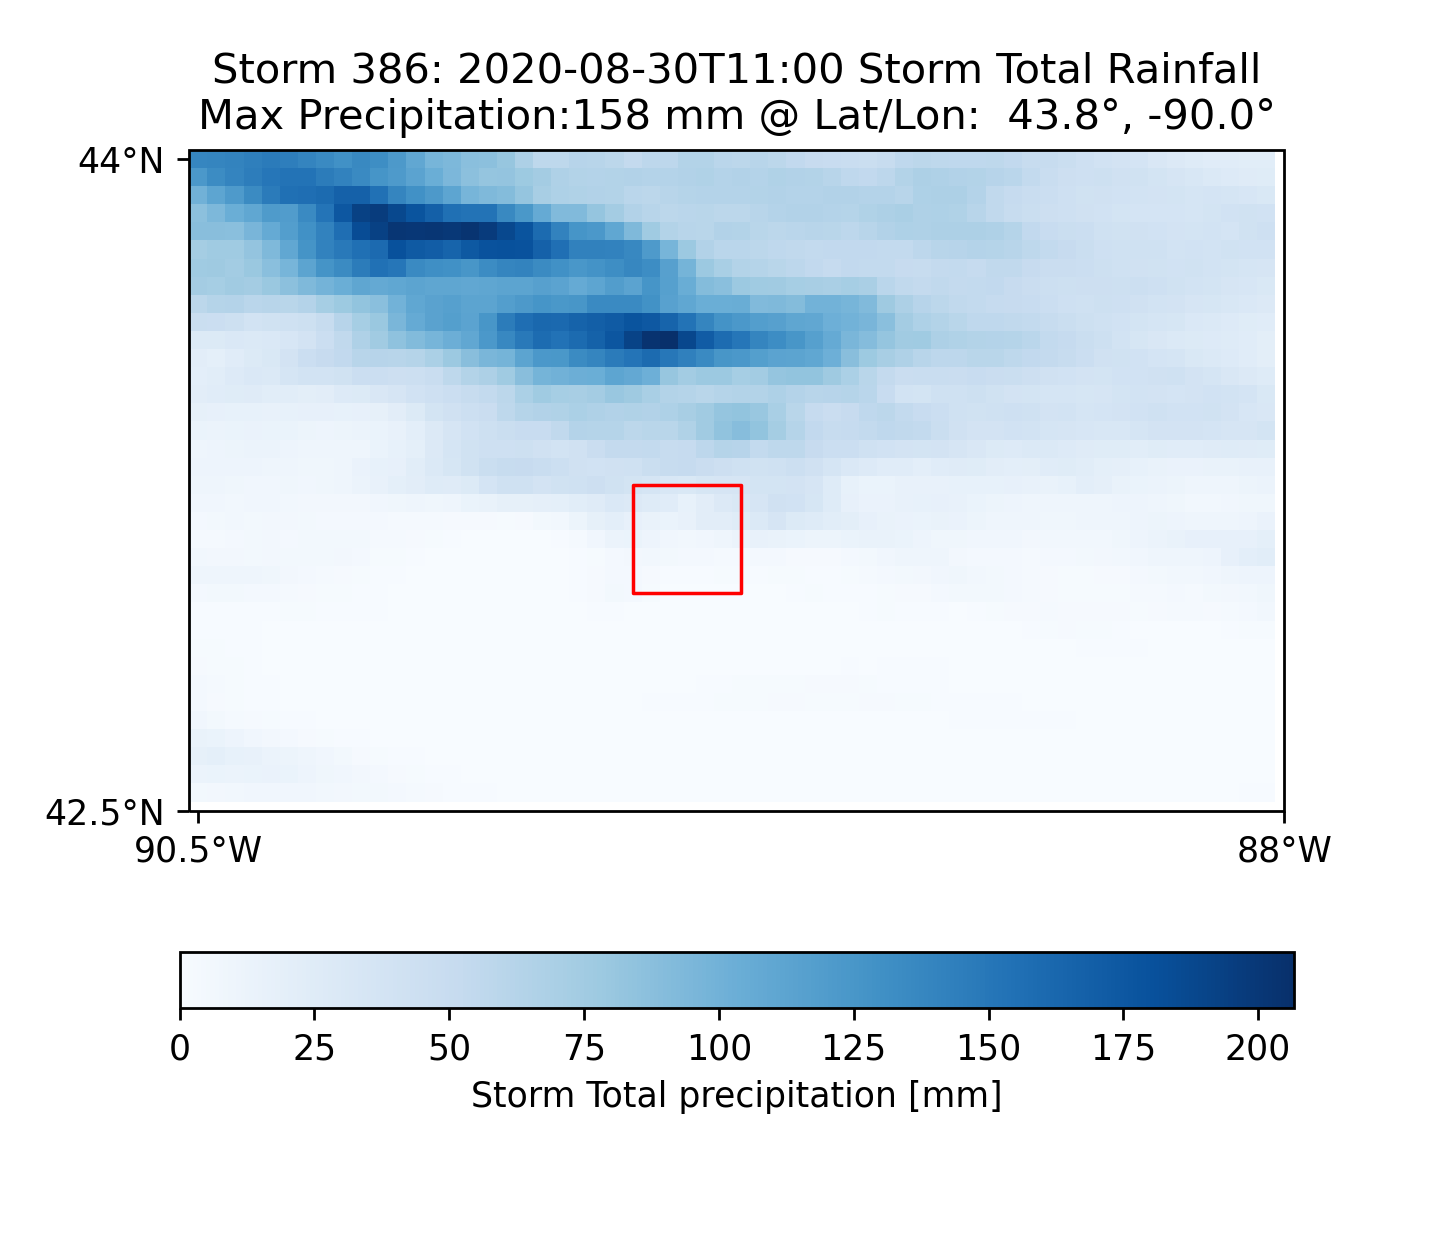 Storm 386: 2020-08-30T11:00 Storm Total Rainfall
Max Precipitation:158 mm @ Lat/Lon:  43.8°, -90.0°
44°N
42.5°N
90.5°W 88°W
0 25 50 75 100 125 150 175 200
Storm Total precipitation [mm]